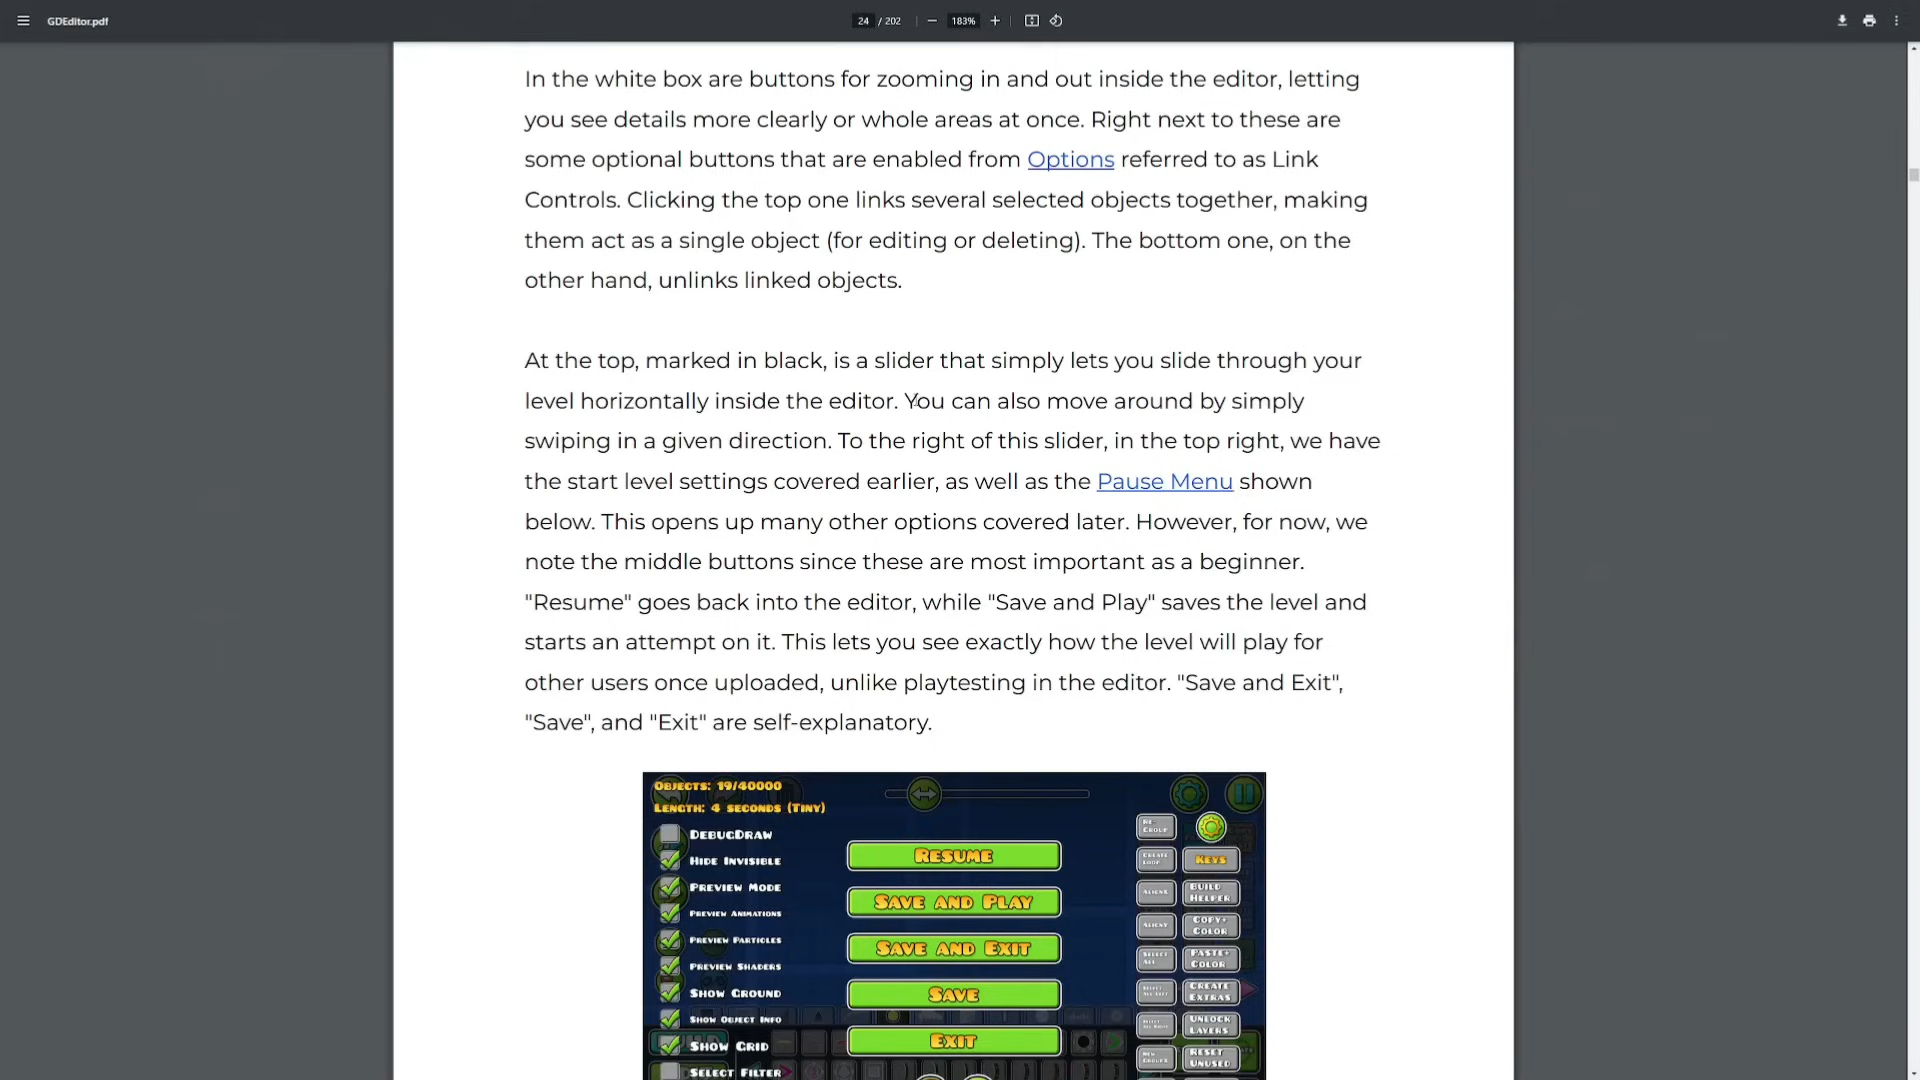 GDEditor.pdf
24 / 202
183%
In the white box are buttons for zooming in and out inside the editor, letting
you see details more clearly or whole areas at once. Right next to these are
some optional buttons that are enabled from Options referred to as Link
Controls. Clicking the top one links several selected objects together, making
them act as a single object (for editing or deleting). The bottom one, on the
other hand, unlinks linked objects.
At the top, marked in black, is a slider that simply lets you slide through your
level horizontally inside the editor. You can also move around by simply
swiping in a given direction. To the right of this slider, in the top right, we have
the start level settings covered earlier, as well as the Pause Menu shown
below. This opens up many other options covered later. However, for now, we
note the middle buttons since these are most important as a beginner.
"Resume" goes back into the editor, while "Save and Play" saves the level and
starts an attempt on it. This lets you see exactly how the level will play for
other users once uploaded, unlike playtesting in the editor. "Save and Exit",
"Save", and "Exit" are self-explanatory.
Objects: 19/40000
Length: 4 seconds (Tiny)
DebugDraw
Hide Invisible
Preview Mode
Preview Animations
Preview Particles
Preview Shaders
Show Ground
Show Object Info
Show Grid
Select Filter
Resume
Save and Play
Save and Exit
Save
Exit
Re-
Group
Create
Loop
AlignX
AlignY
Select
All
Keys
Build
Helper
Copy+
Color
Paste+
Color
Create
Extras
Unlock
Layers
Reset
Unused